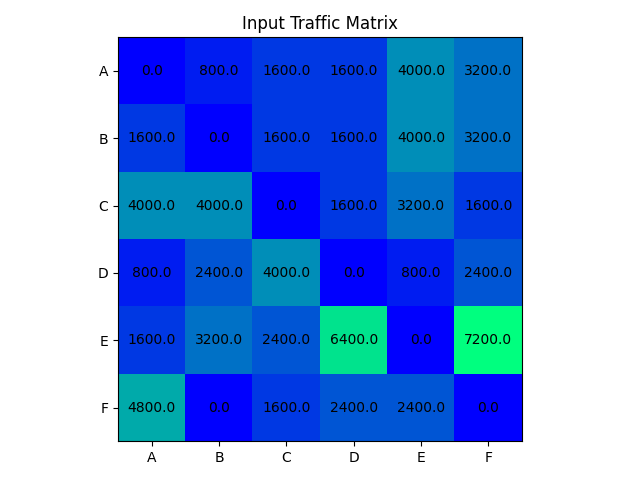 Input Traffic Matrix
A 0.0 800.0 1600.0 1600.0 4000.0 3200.0
B 1600.0 0.0 1600.0 1600.0 4000.0 3200.0
C 4000.0 4000.0 0.0 1600.0 3200.0 1600.0
D 800.0 2400.0 4000.0 0.0 800.0 2400.0
E 1600.0 3200.0 2400.0 6400.0 0.0 7200.0
F 4800.0 0.0 1600.0 2400.0 2400.0 0.0
A B C D E F